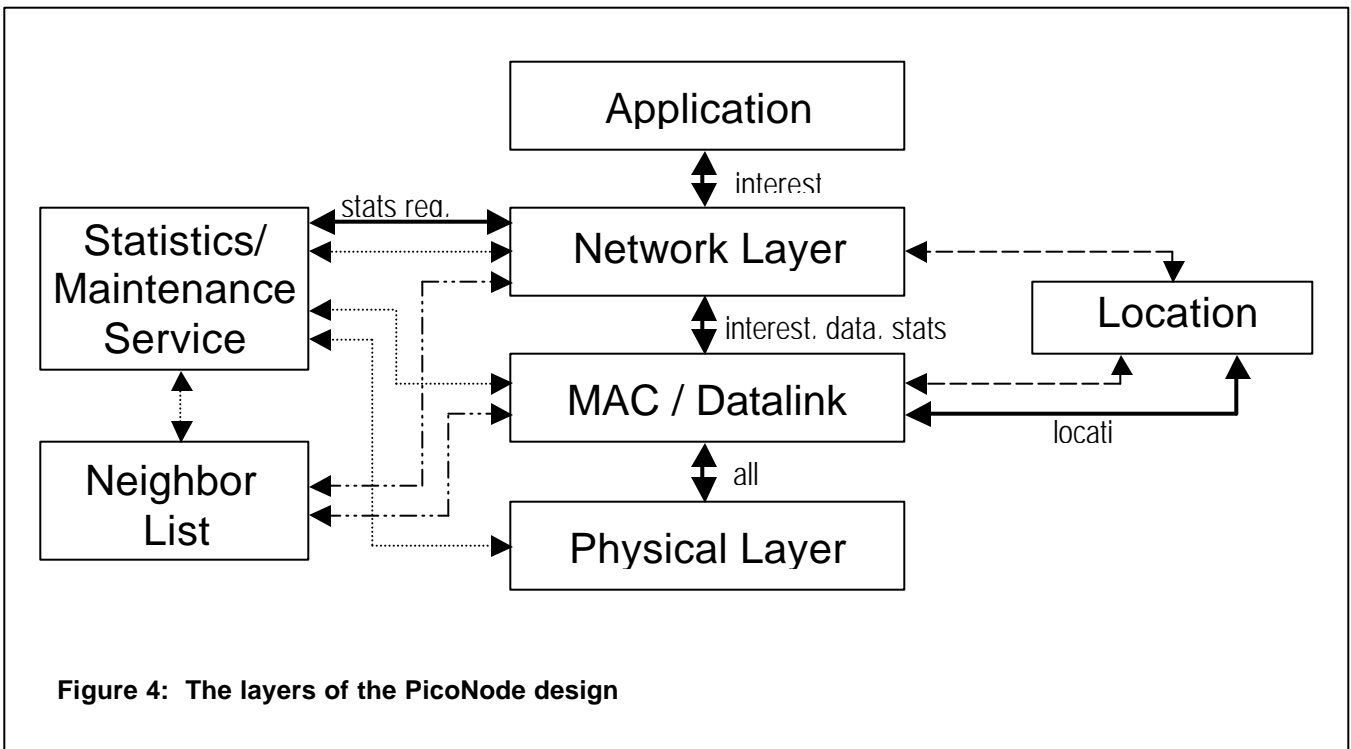 Application
interest
stats req.
Statistics/
Maintenance
Service
Network Layer
Location
interest, data, stats
MAC / Datalink
locati
all
Neighbor
List
Physical Layer
Figure 4: The layers of the PicoNode design